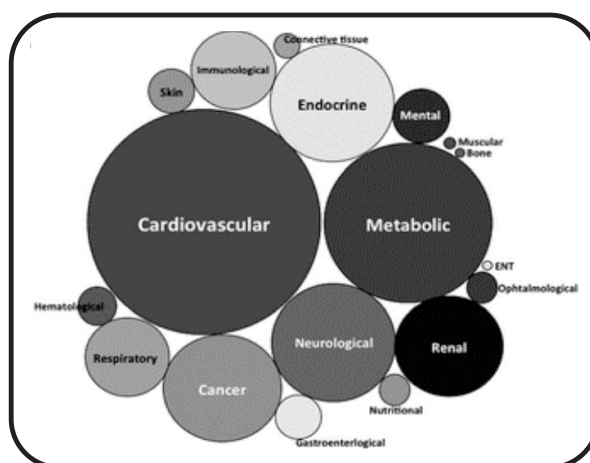 Connective tissue
Immunological
Skin
Endocrine
Mental
Muscular
Bone
Cardiovascular
Metabolic
ENT
Ophtalmological
Hematological
Neurological
Renal
Respiratory
Cancer
Nutritional
Gastroenterlogical